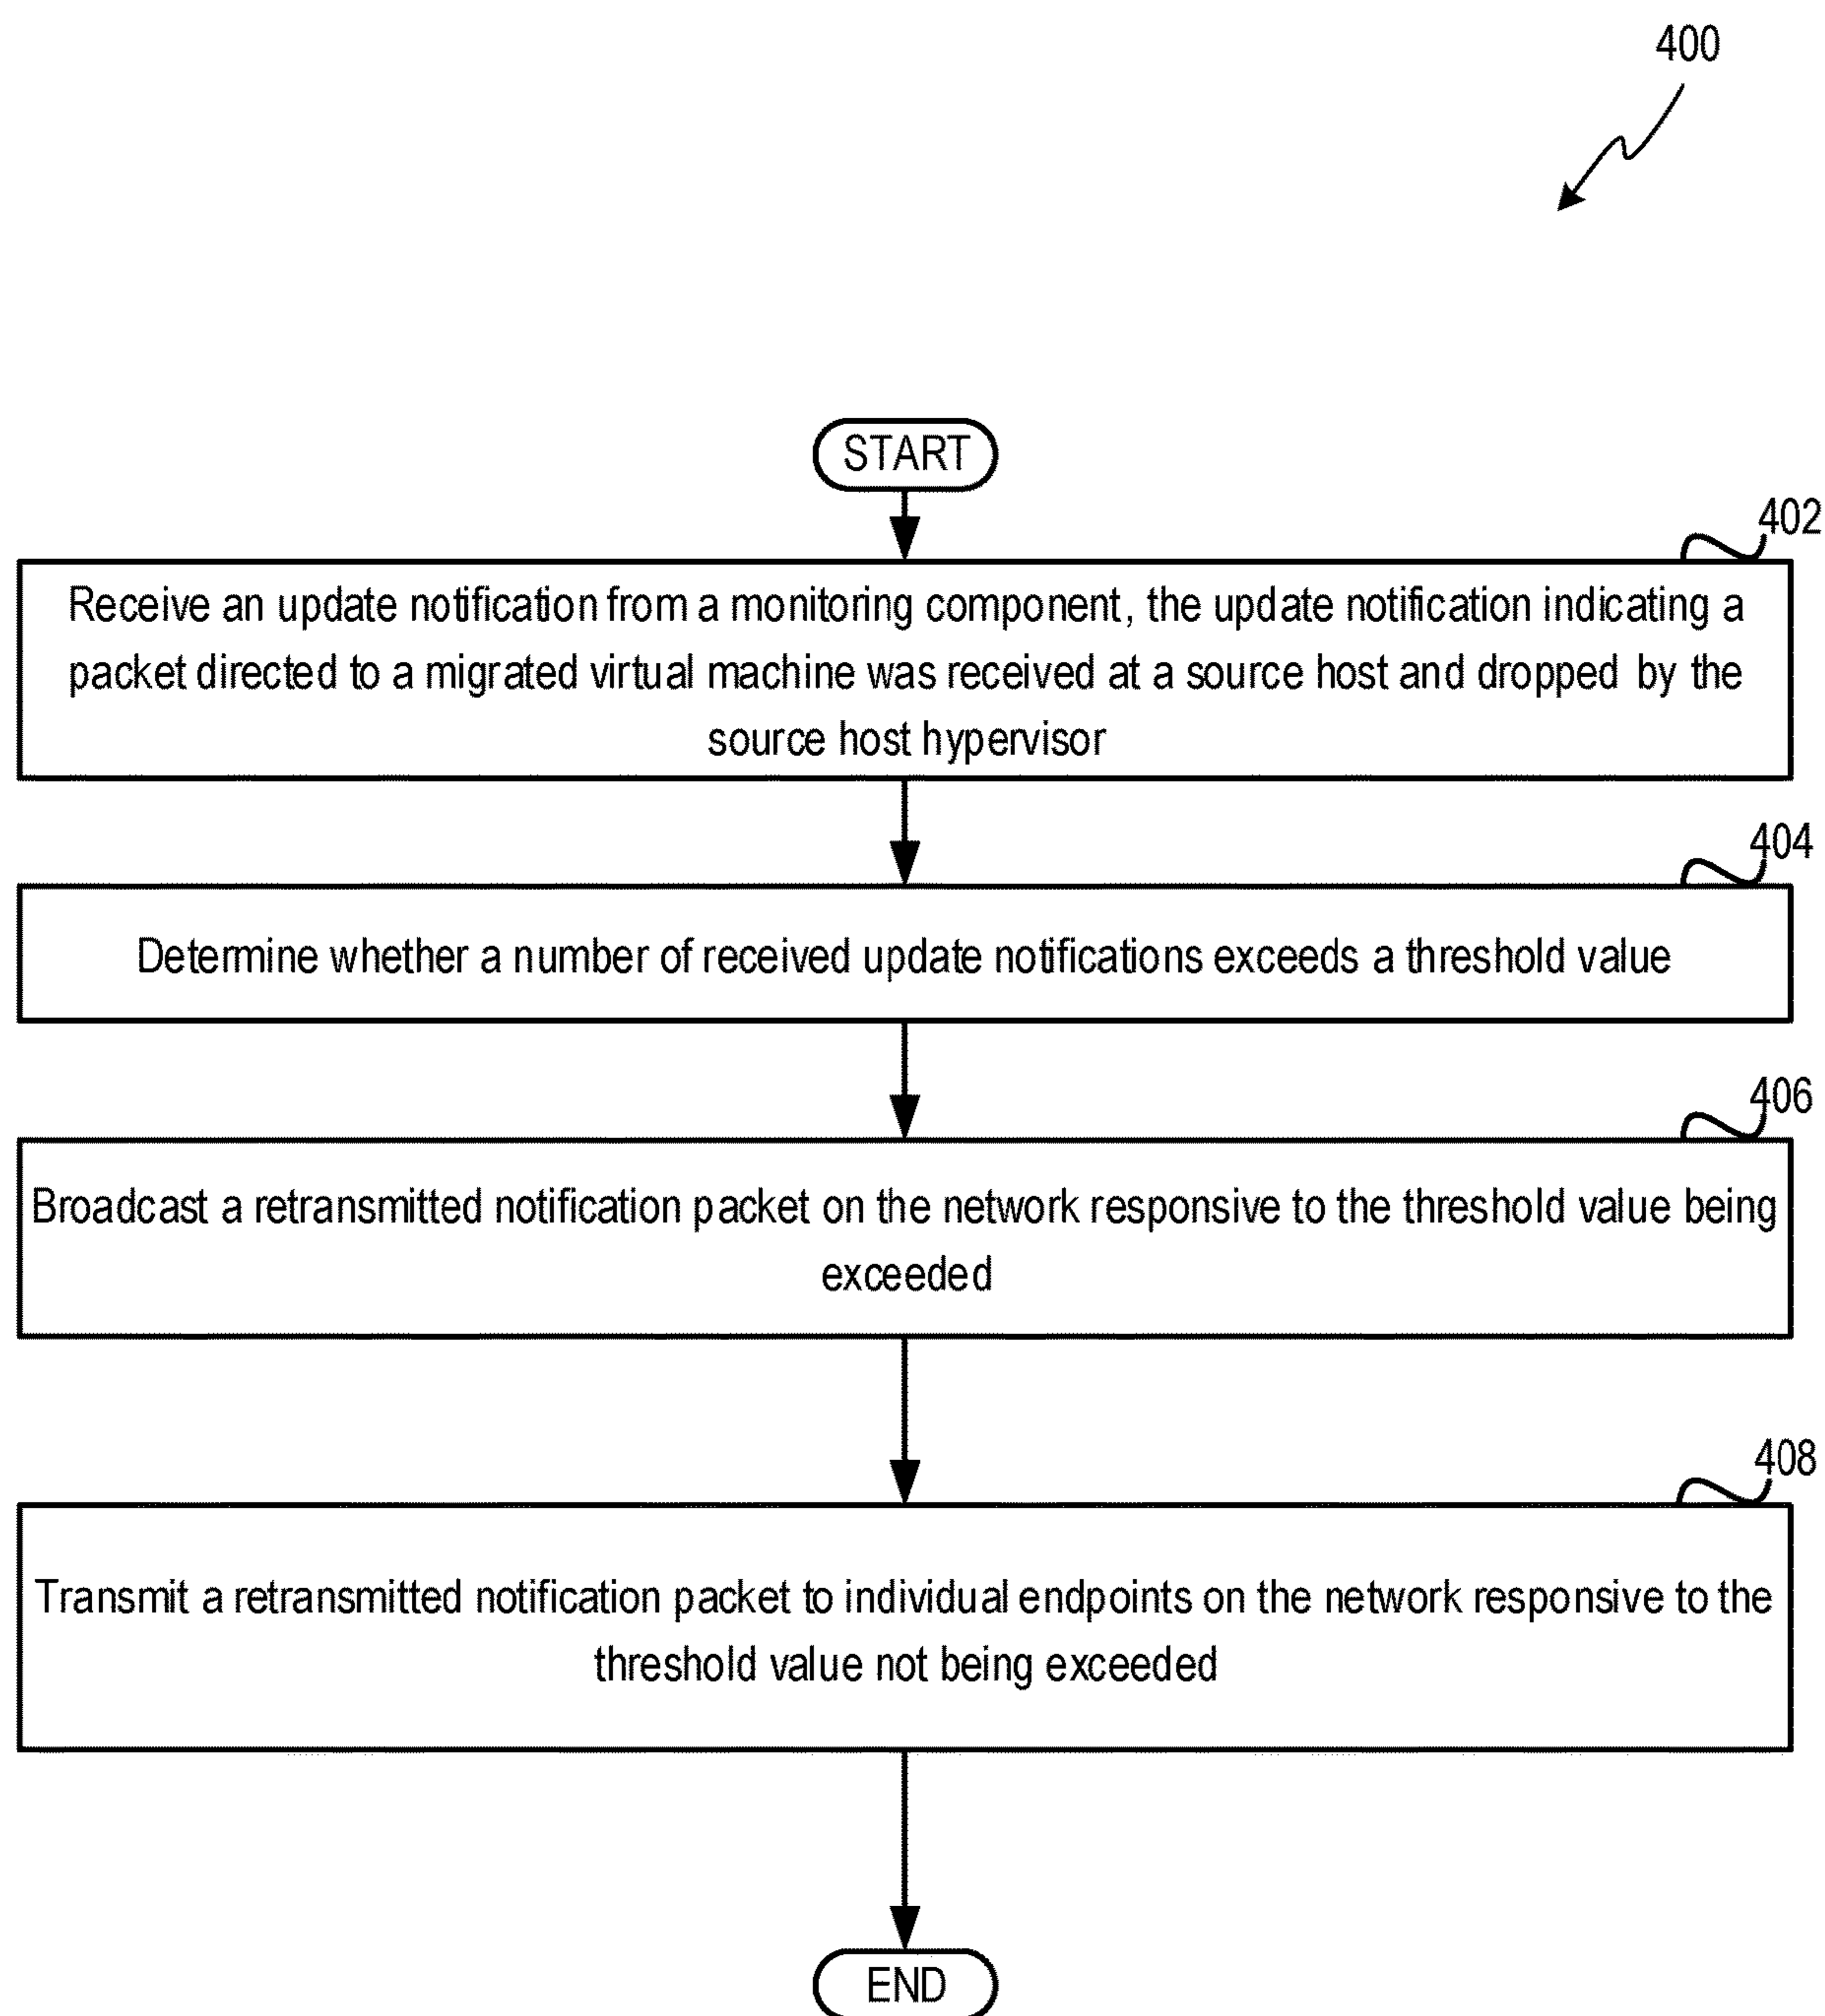 400
START
402
Receive an update notification from a monitoring component, the update notification indicating a
packet directed to a migrated virtual machine was received at a source host and dropped by the
source host hypervisor
404
Determine whether a number of received update notifications exceeds a threshold value
406
Broadcast a retransmitted notification packet on the network responsive to the threshold value being
exceeded
408
Transmit a retransmitted notification packet to individual endpoints on the network responsive to the
threshold value not being exceeded
END